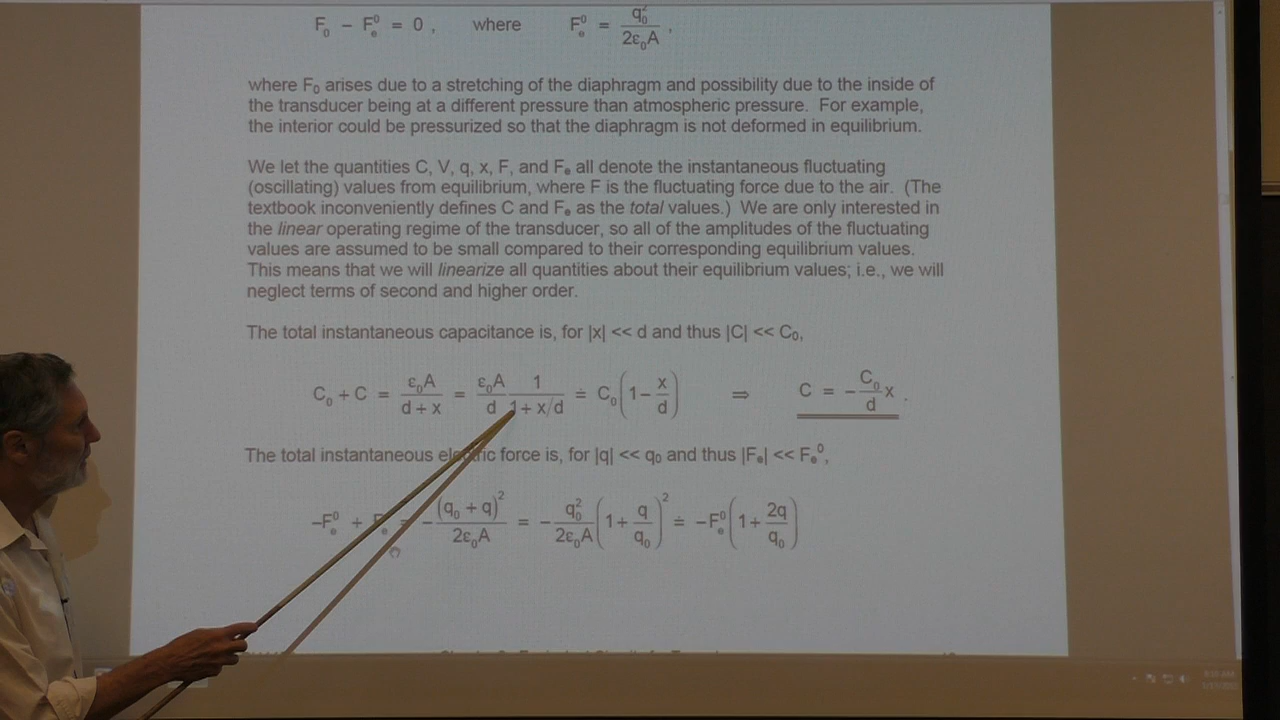 F₀ − Fₑ⁰ = 0 ,   where   Fₑ⁰ = q₀² / 2ε₀A ,
where F₀ arises due to a stretching of the diaphragm and possibility due to the inside of
the transducer being at a different pressure than atmospheric pressure. For example,
the interior could be pressurized so that the diaphragm is not deformed in equilibrium.
We let the quantities C, V, q, x, F, and Fₑ all denote the instantaneous fluctuating
(oscillating) values from equilibrium, where F is the fluctuating force due to the air. (The
textbook inconveniently defines C and Fₑ as the total values.) We are only interested in
the linear operating regime of the transducer, so all of the amplitudes of the fluctuating
values are assumed to be small compared to their corresponding equilibrium values.
This means that we will linearize all quantities about their equilibrium values; i.e., we will
neglect terms of second and higher order.
The total instantaneous capacitance is, for |x| << d and thus |C| << C₀,
C₀ + C = ε₀A / (d + x) = (ε₀A / d) (1 / (1 + x/d)) ≐ C₀ (1 − x/d) ⇒ C = − (C₀ / d) x .
The total instantaneous electric force is, for |q| << q₀ and thus |Fₑ| << Fₑ⁰,
−Fₑ⁰ + Fₑ = − (q₀ + q)² / 2ε₀A = − (q₀² / 2ε₀A) (1 + q/q₀)² ≐ −Fₑ⁰ (1 + 2q/q₀)